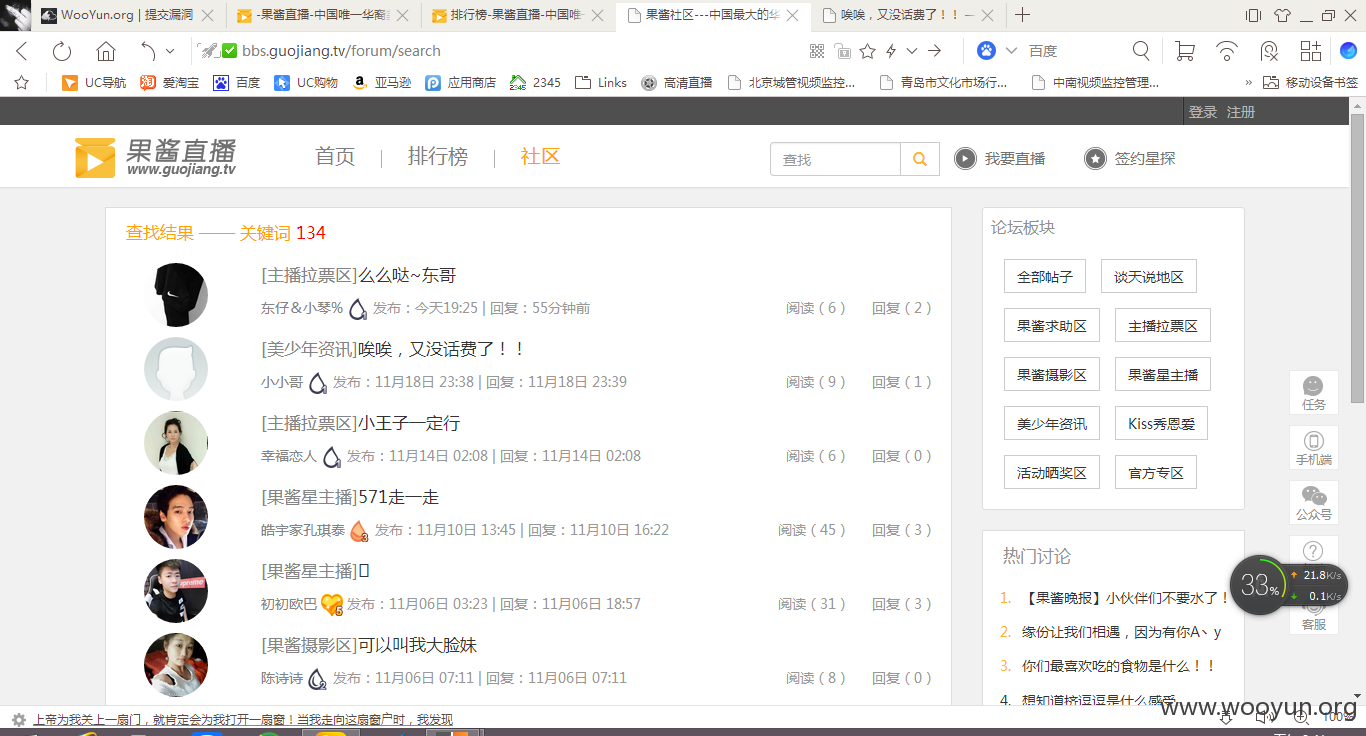 WooYun.org | 提交漏洞
-果酱直播-中国唯一华裔
排行榜-果酱直播-中国唯一
果酱社区---中国最大的华
唉唉，又没话费了！！ —
bbs.guojiang.tv/forum/search
百度
UC导航
爱淘宝
百度
UC购物
亚马逊
应用商店
2345
Links
高清直播
北京城管视频监控...
青岛市文化市场行...
中南视频监控管理...
»
移动设备书签
登录 注册
果酱直播
www.guojiang.tv
首页 | 排行榜 | 社区
查找
我要直播
签约星探
查找结果 —— 关键词 134
[主播拉票区]么么哒~东哥
东仔＆小琴% 发布：今天19:25 | 回复：55分钟前 阅读（6） 回复（2）
[美少年资讯]唉唉，又没话费了！！
小小哥 发布：11月18日 23:38 | 回复：11月18日 23:39 阅读（9） 回复（1）
[主播拉票区]小王子一定行
幸福恋人 发布：11月14日 02:08 | 回复：11月14日 02:08 阅读（6） 回复（0）
[果酱星主播]571走一走
皓宇家孔琪泰 发布：11月10日 13:45 | 回复：11月10日 16:22 阅读（45） 回复（3）
[果酱星主播]
初初欧巴 5 发布：11月06日 03:23 | 回复：11月06日 18:57 阅读（31） 回复（3）
[果酱摄影区]可以叫我大脸妹
陈诗诗 发布：11月06日 07:11 | 回复：11月06日 07:11 阅读（8） 回复（0）
论坛板块
全部帖子 谈天说地区
果酱求助区 主播拉票区
果酱摄影区 果酱星主播
美少年资讯 Kiss秀恩爱
活动晒奖区 官方专区
热门讨论
1. 【果酱晚报】小伙伴们不要水了！
2. 缘份让我们相遇，因为有你A丶y
3. 你们最喜欢吃的食物是什么！！
4. 想知道挤逗逗是什么感受
任务
手机端
公众号
客服
33%
21.8K/s
0.1K/s
上帝为我关上一扇门，就肯定会为我打开一扇窗！当我走向这扇窗户时，我发现
100%
www.wooyun.org